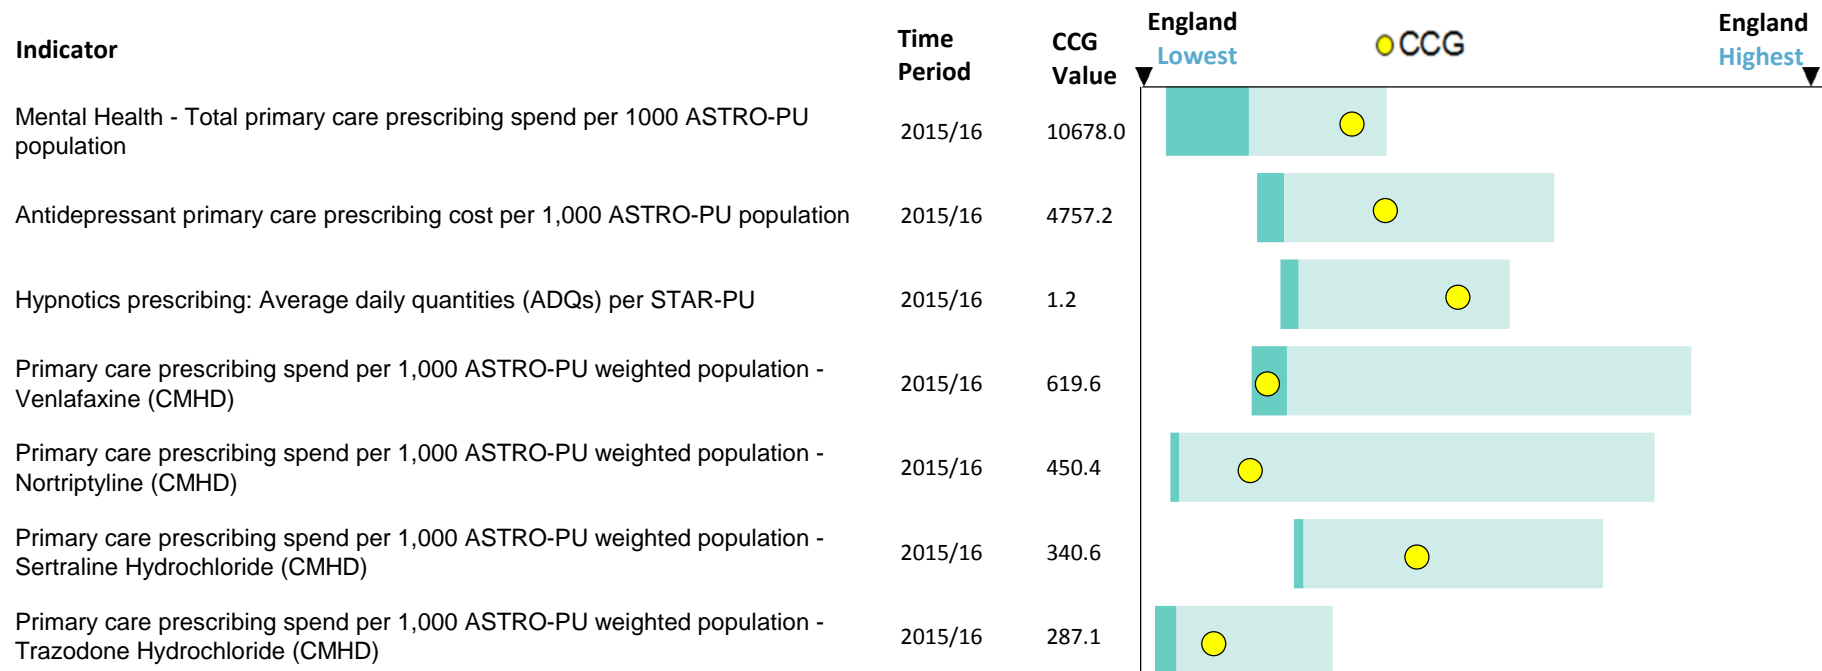 Indicator
Time
Period
CCG
Value
England
Lowest
CCG
England
Highest
Mental Health - Total primary care prescribing spend per 1000 ASTRO-PU
population
2015/16
10678.0
Antidepressant primary care prescribing cost per 1,000 ASTRO-PU population
2015/16
4757.2
Hypnotics prescribing: Average daily quantities (ADQs) per STAR-PU
2015/16
1.2
Primary care prescribing spend per 1,000 ASTRO-PU weighted population -
Venlafaxine (CMHD)
2015/16
619.6
Primary care prescribing spend per 1,000 ASTRO-PU weighted population -
Nortriptyline (CMHD)
2015/16
450.4
Primary care prescribing spend per 1,000 ASTRO-PU weighted population -
Sertraline Hydrochloride (CMHD)
2015/16
340.6
Primary care prescribing spend per 1,000 ASTRO-PU weighted population -
Trazodone Hydrochloride (CMHD)
2015/16
287.1